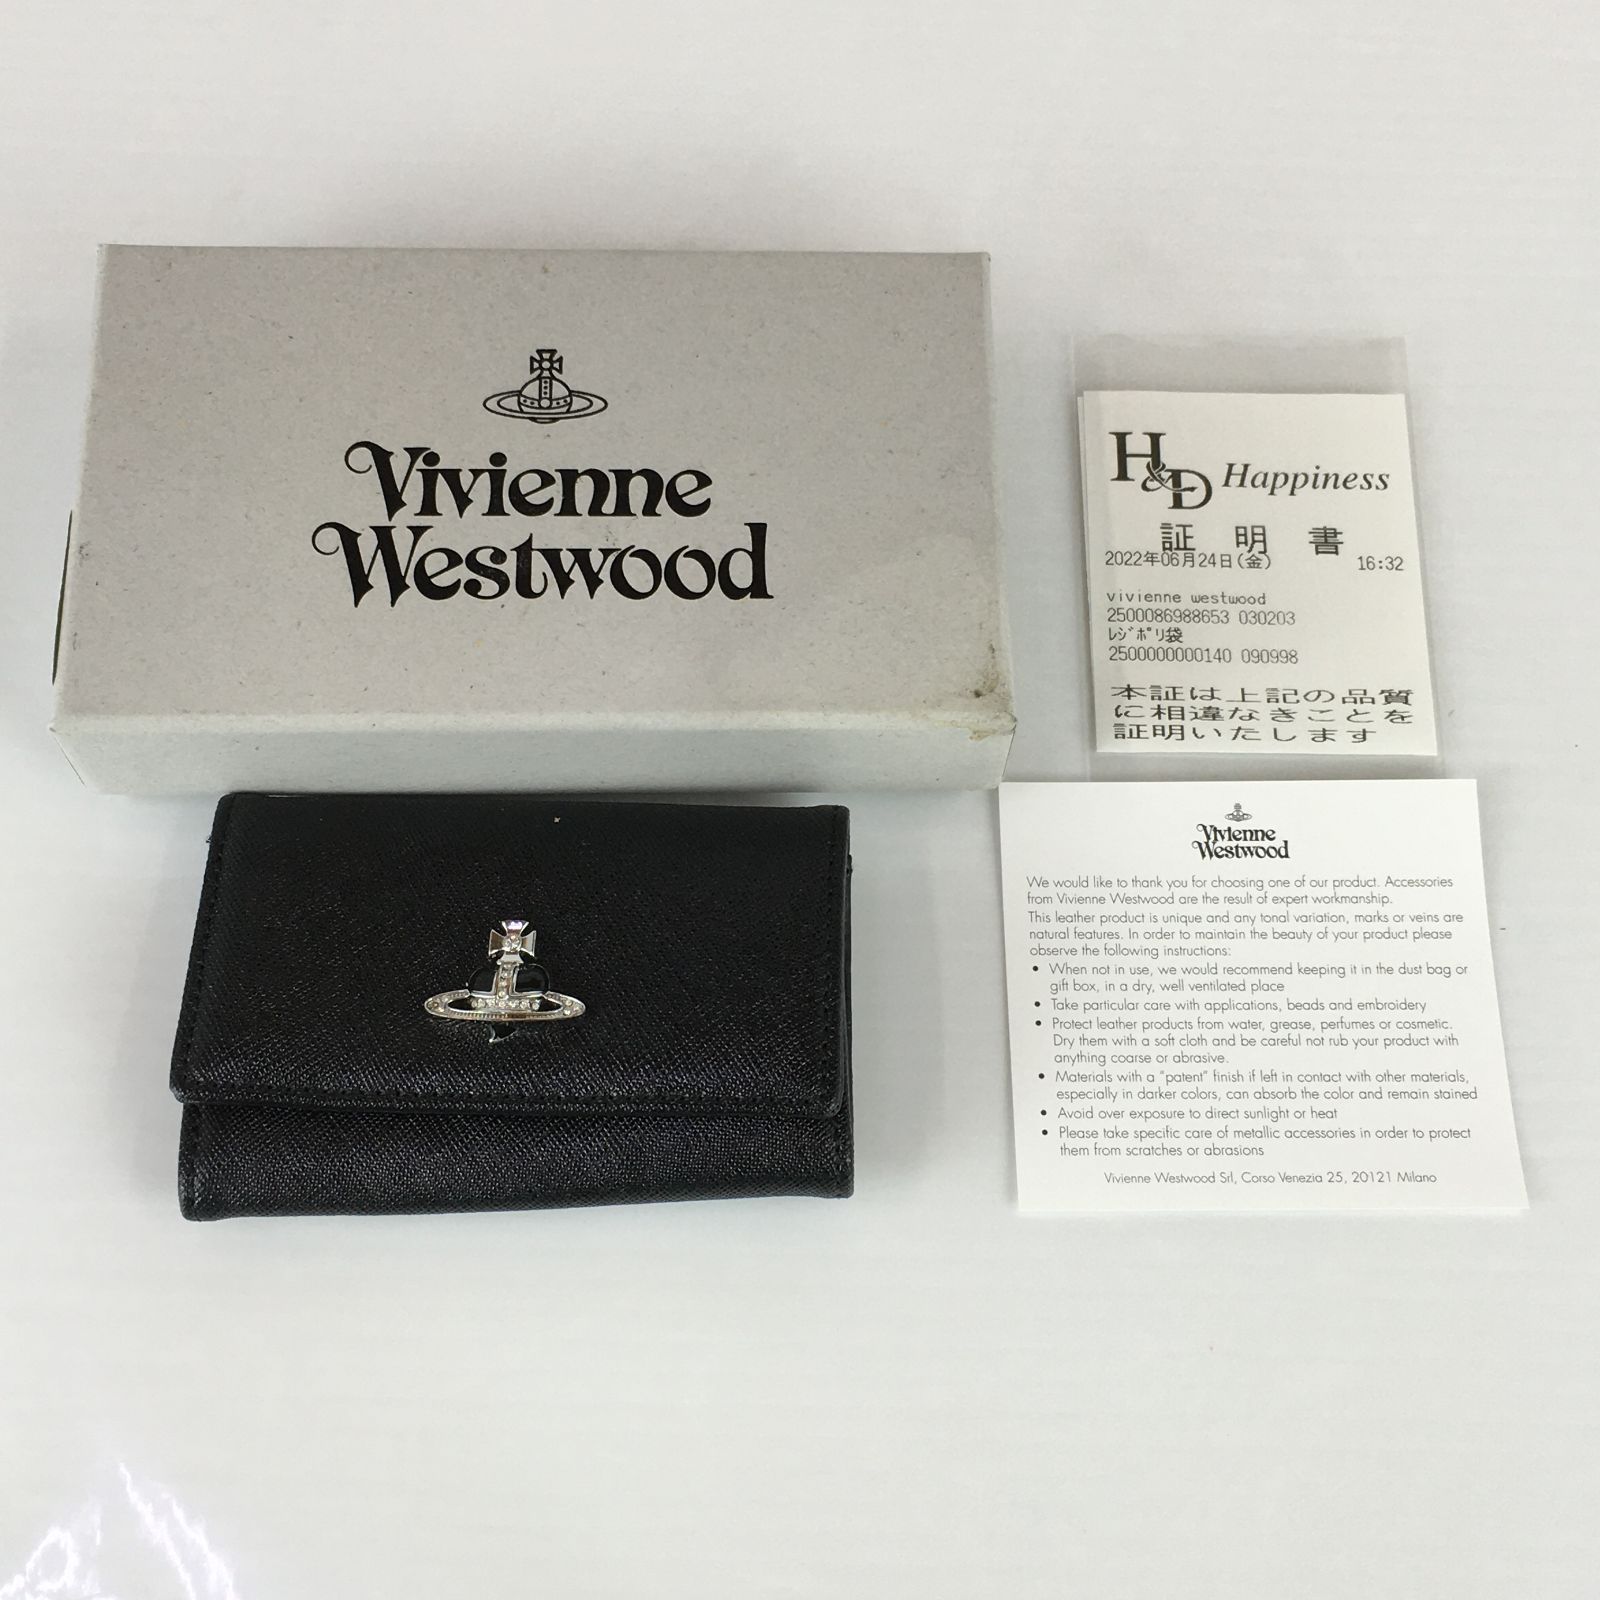 Vivienne
Westwood
H&D Happiness
証明書
2022年06月24日(金) 16:32
vivienne westwood
2500086988653 030203
ﾚｼﾞﾎﾟﾘ袋
2500000000140 090998
本証は上記の品質
に相違なきことを
証明いたします
Vivienne
Westwood
We would like to thank you for choosing one of our product. Accessories
from Vivienne Westwood are the result of expert workmanship.
This leather product is unique and any tonal variation, marks or veins are
natural features. In order to maintain the beauty of your product please
observe the following instructions:
• When not in use, we would recommend keeping it in the dust bag or
gift box, in a dry, well ventilated place
• Take particular care with applications, beads and embroidery
• Protect leather products from water, grease, perfumes or cosmetic.
Dry them with a soft cloth and be careful not rub your product with
anything coarse or abrasive.
• Materials with a "patent" finish if left in contact with other materials,
especially in darker colors, can absorb the color and remain stained
• Avoid over exposure to direct sunlight or heat
• Please take specific care of metallic accessories in order to protect
them from scratches or abrasions
Vivienne Westwood Srl, Corso Venezia 25, 20121 Milano